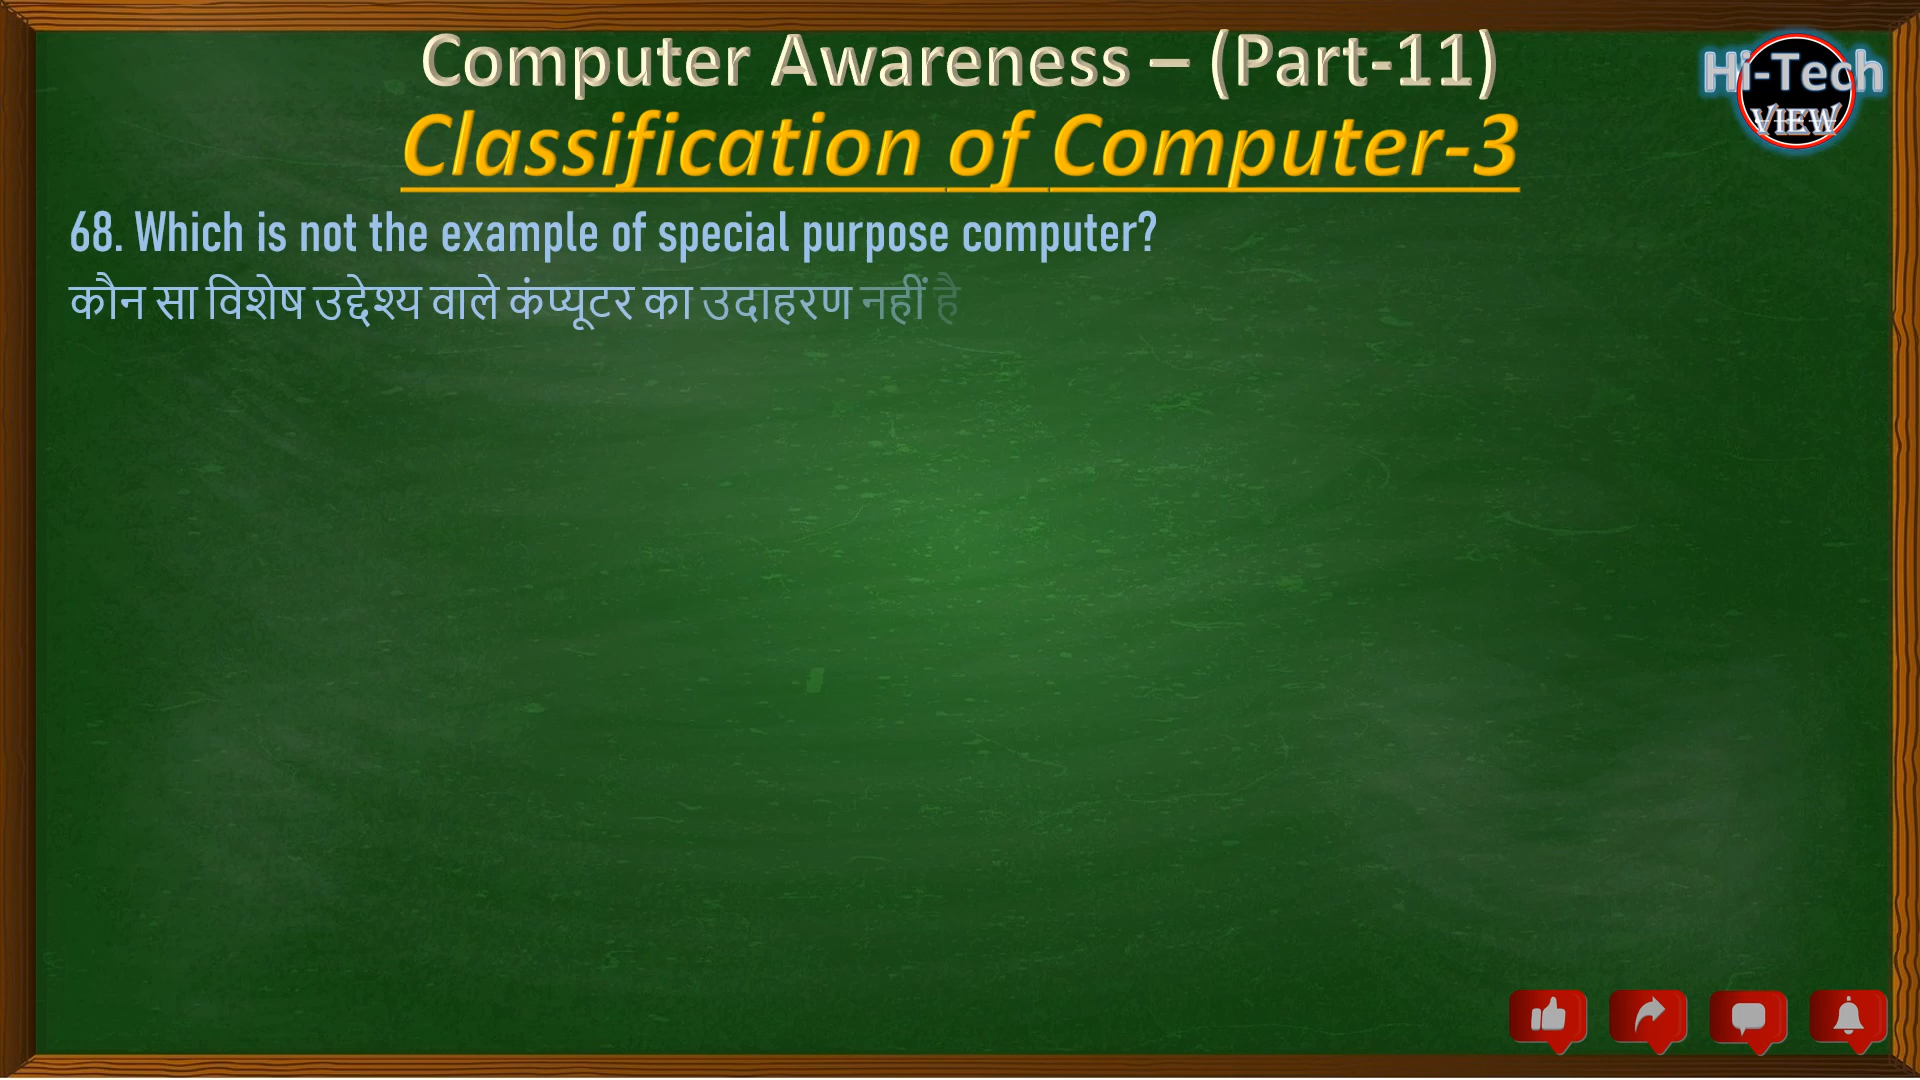 Computer Awareness – (Part-11)
Hi-Tech
VIEW
Classification of Computer-3
68. Which is not the example of special purpose computer?
कौन सा विशेष उद्देश्य वाले कंप्यूटर का उदाहरण नहीं है